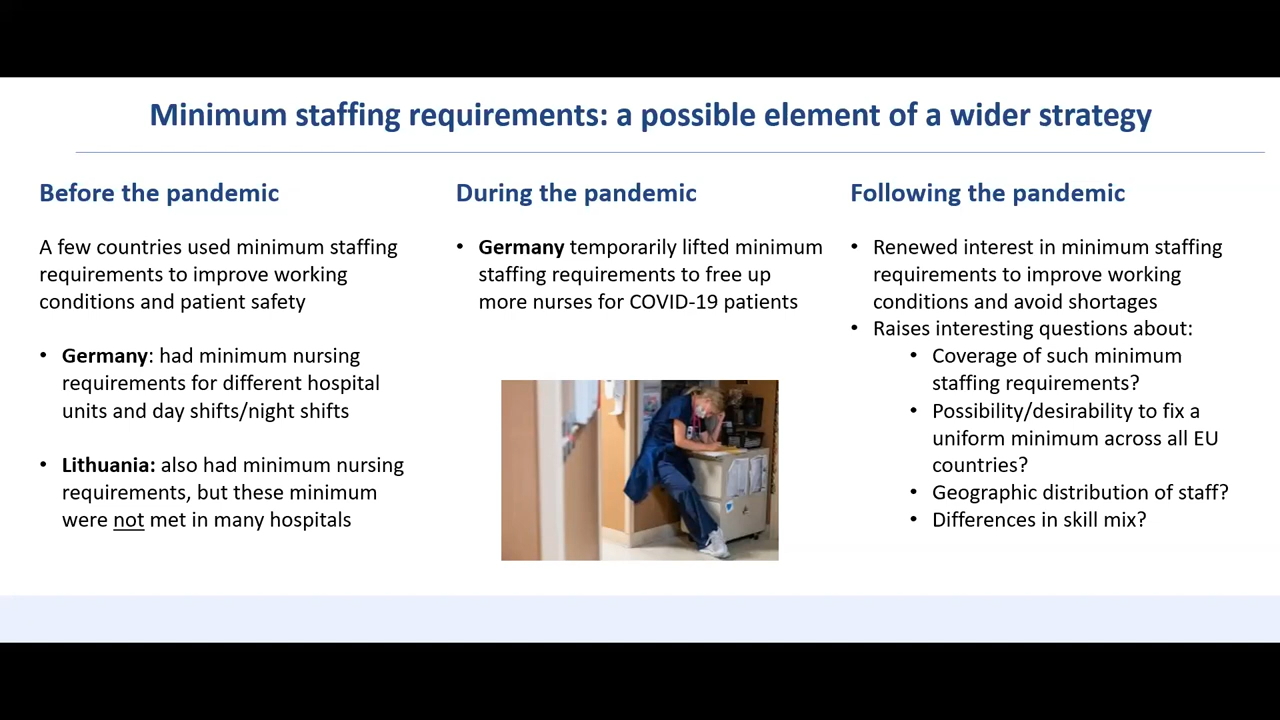 Minimum staffing requirements: a possible element of a wider strategy
Before the pandemic
A few countries used minimum staffing
requirements to improve working
conditions and patient safety
• Germany: had minimum nursing
requirements for different hospital
units and day shifts/night shifts
• Lithuania: also had minimum nursing
requirements, but these minimum
were not met in many hospitals
During the pandemic
• Germany temporarily lifted minimum
staffing requirements to free up
more nurses for COVID-19 patients
Following the pandemic
• Renewed interest in minimum staffing
requirements to improve working
conditions and avoid shortages
• Raises interesting questions about:
• Coverage of such minimum
staffing requirements?
• Possibility/desirability to fix a
uniform minimum across all EU
countries?
• Geographic distribution of staff?
• Differences in skill mix?